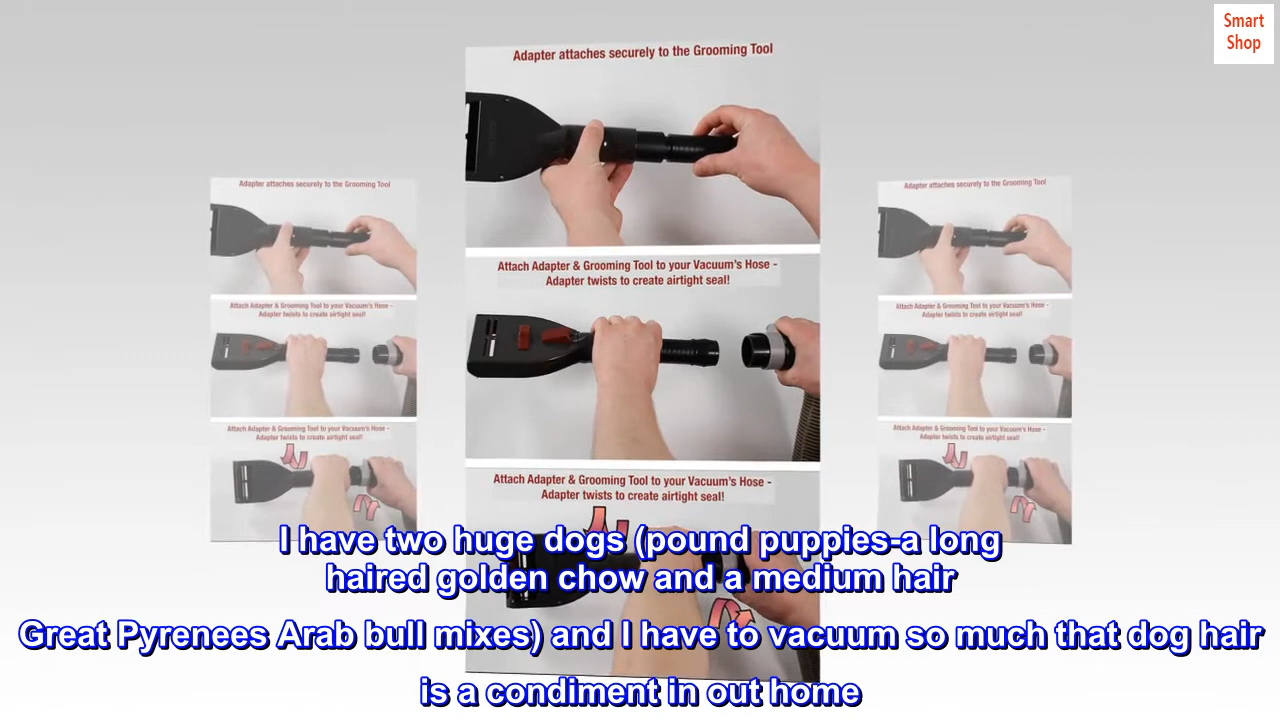 Smart
Shop
Adapter attaches securely to the Grooming Tool
Attach Adapter & Grooming Tool to your Vacuum's Hose -
Adapter twists to create airtight seal!
Attach Adapter & Grooming Tool to your Vacuum's Hose -
Adapter twists to create airtight seal!
Adapter attaches securely to the Grooming Tool
Attach Adapter & Grooming Tool to your Vacuum's Hose -
Adapter twists to create airtight seal!
Attach Adapter & Grooming Tool to your Vacuum's Hose -
Adapter twists to create airtight seal!
Adapter attaches securely to the Grooming Tool
Attach Adapter & Grooming Tool to your Vacuum's Hose -
Adapter twists to create airtight seal!
Attach Adapter & Grooming Tool to your Vacuum's Hose -
Adapter twists to create airtight seal!
I have two huge dogs (pound puppies-a long
haired golden chow and a medium hair
Great Pyrenees Arab bull mixes) and I have to vacuum so much that dog hair
is a condiment in out home